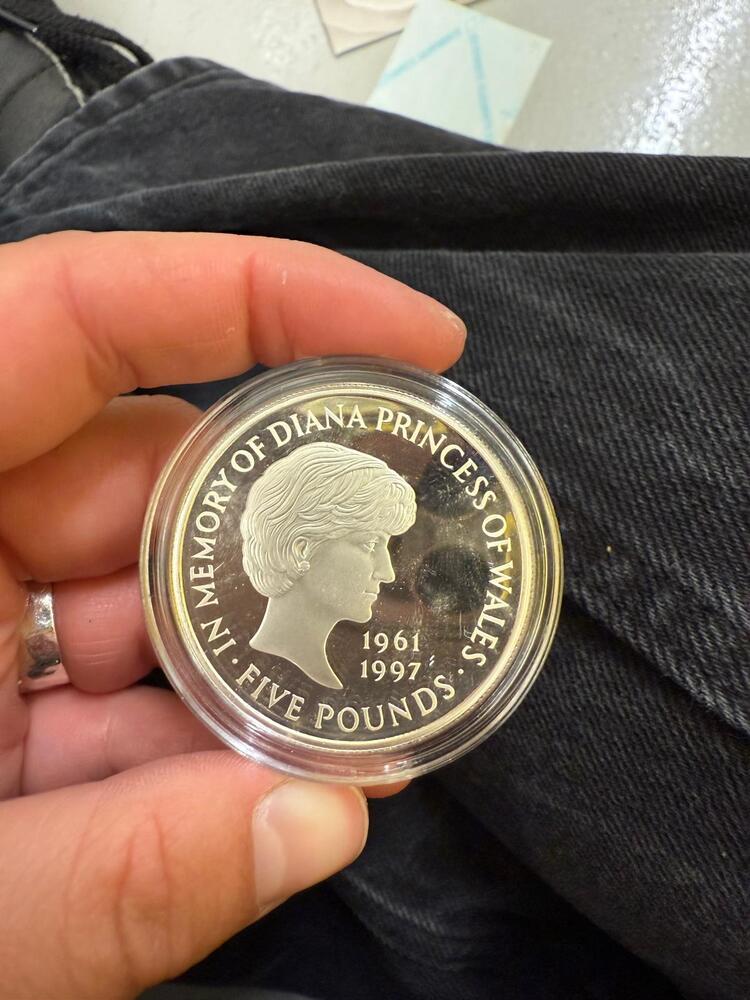 IN MEMORY OF DIANA PRINCESS OF WALES
1961
1997
· FIVE POUNDS ·